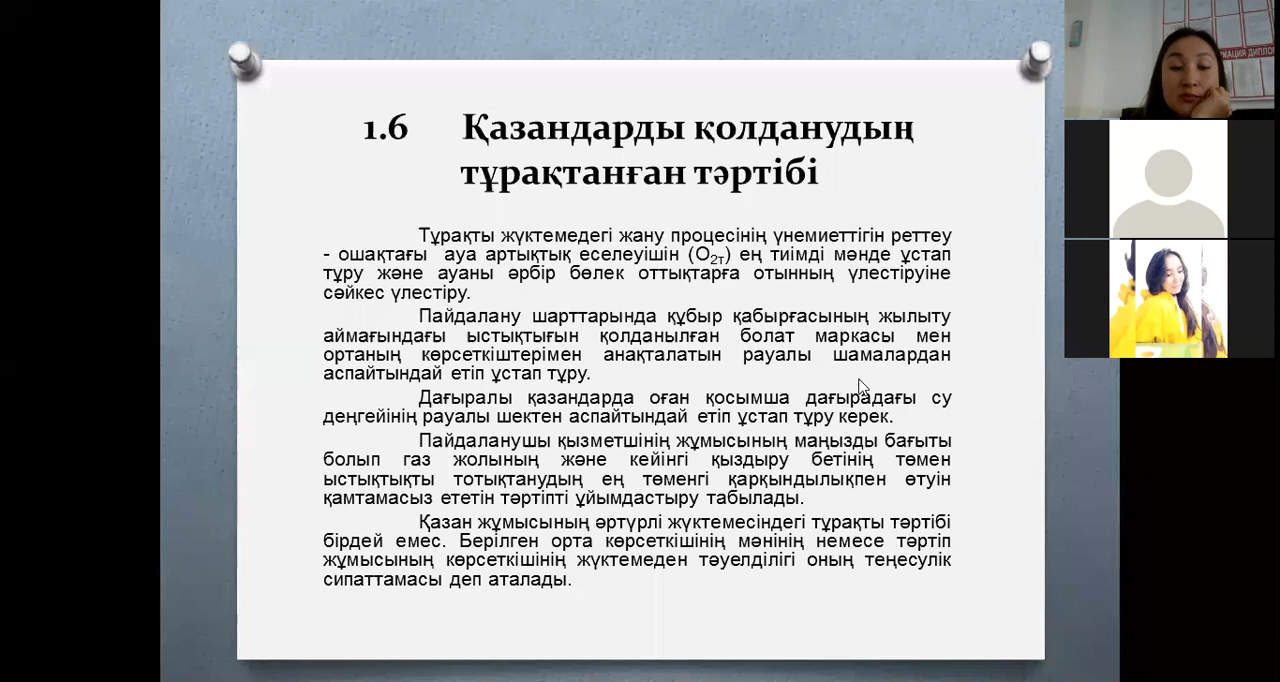 1.6 Қазандарды қолданудың
тұрақтанған тәртібі
Тұрақты жүктемедегі жану процесінің үнемиеттігін реттеу
- ошақтағы ауа артықтық еселеуішін (О2т) ең тиімді мәнде ұстап
тұру және ауаны әрбір бөлек оттықтарға отынның үлестіруіне
сәйкес үлестіру.
Пайдалану шарттарында құбыр қабырғасының жылыту
аймағындағы ыстықтығын қолданылған болат маркасы мен
ортаның көрсеткіштерімен анақталатын рауалы шамалардан
аспайтындай етіп ұстап тұру.
Дағыралы қазандарда оған қосымша дағырадағы су
деңгейінің рауалы шектен аспайтындай етіп ұстап тұру керек.
Пайдаланушы қызметшінің жұмысының маңызды бағыты
болып газ жолының және кейінгі қыздыру бетінің төмен
ыстықтықты тотықтанудың ең төменгі қарқындылықпен өтуін
қамтамасыз ететін тәртіпті ұйымдастыру табылады.
Қазан жұмысының әртүрлі жүктемесіндегі тұрақты тәртібі
бірдей емес. Берілген орта көрсеткішінің мәнінің немесе тәртіп
жұмысының көрсеткішінің жүктемеден тәуелділігі оның теңесулік
сипаттамасы деп аталады.
МАЦИЯ ДИПЛО